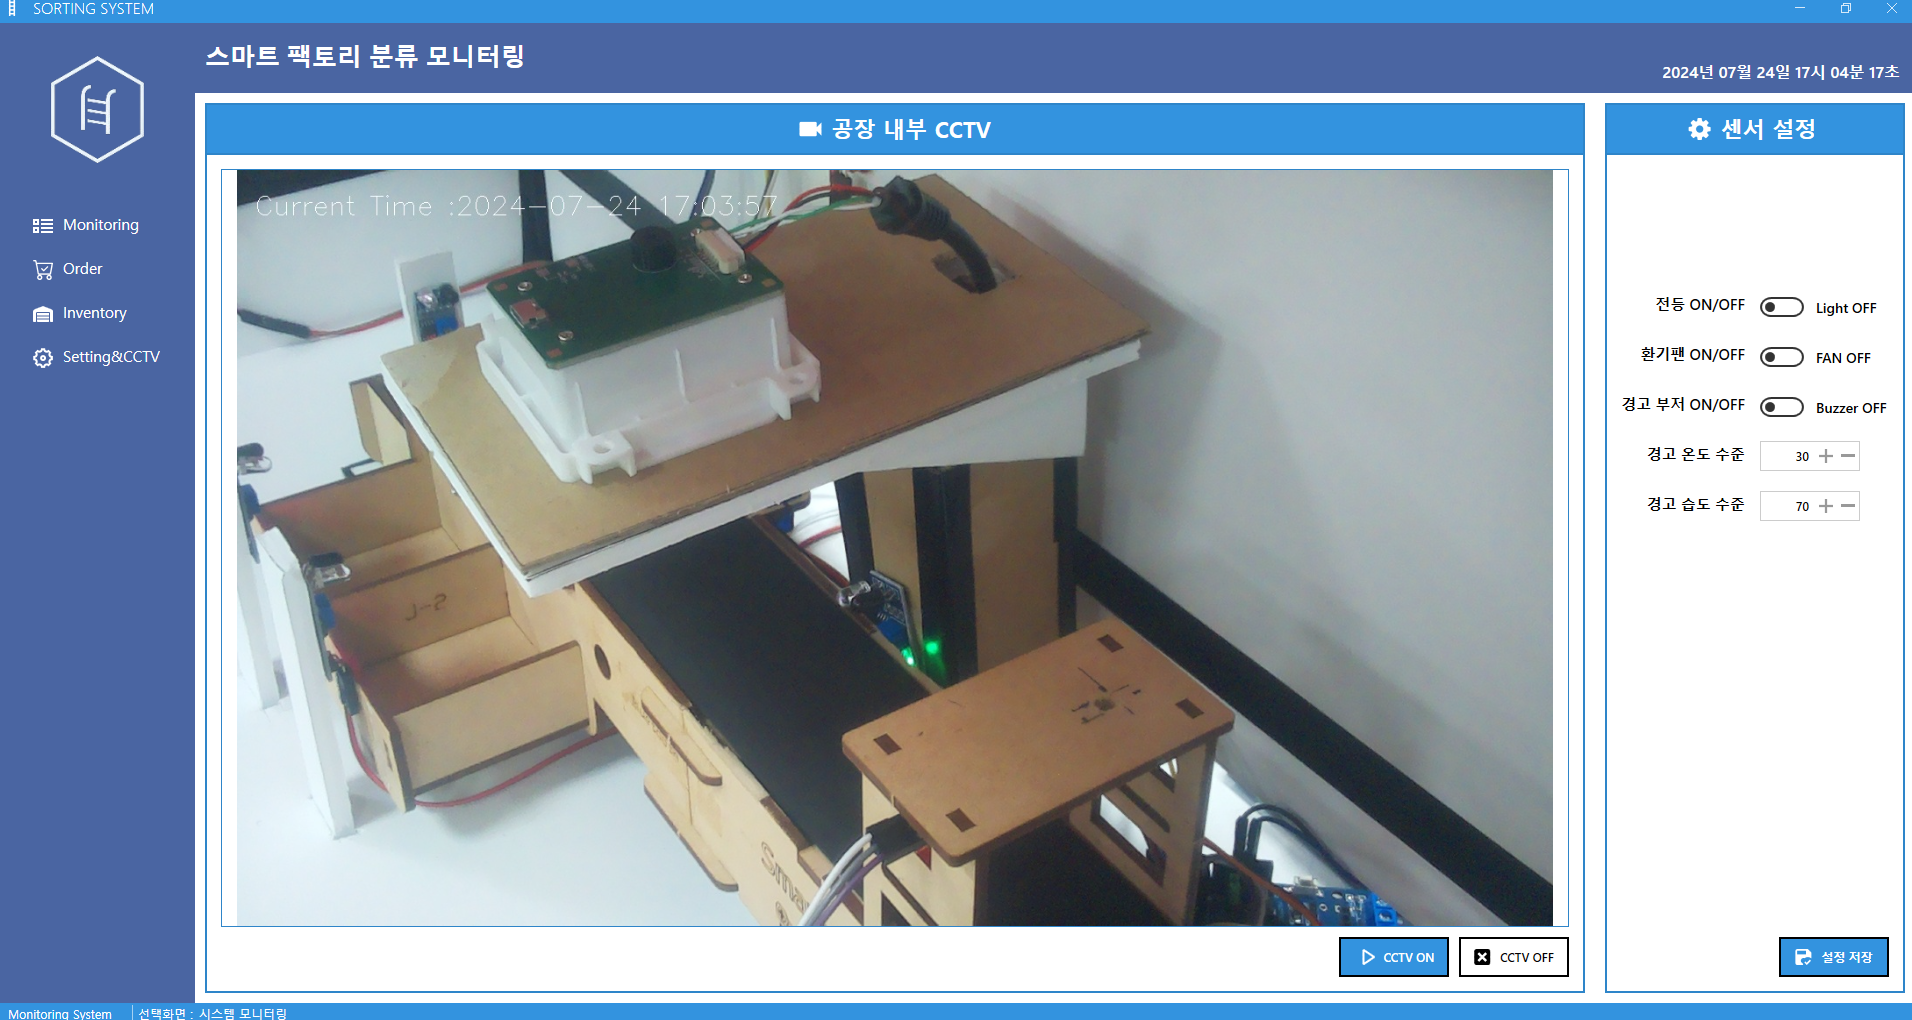 SORTING SYSTEM
스마트 팩토리 분류 모니터링
2024년 07월 24일 17시 04분 17초
Monitoring
Order
Inventory
Setting&CCTV
공장 내부 CCTV
Current Time :2024-07-24 17:03:57
J-2
Sma
CCTV ON
CCTV OFF
센서 설정
전등 ON/OFF Light OFF
환기팬 ON/OFF FAN OFF
경고 부저 ON/OFF Buzzer OFF
경고 온도 수준 30
경고 습도 수준 70
설정 저장
Monitoring System
선택화면 : 시스템 모니터링